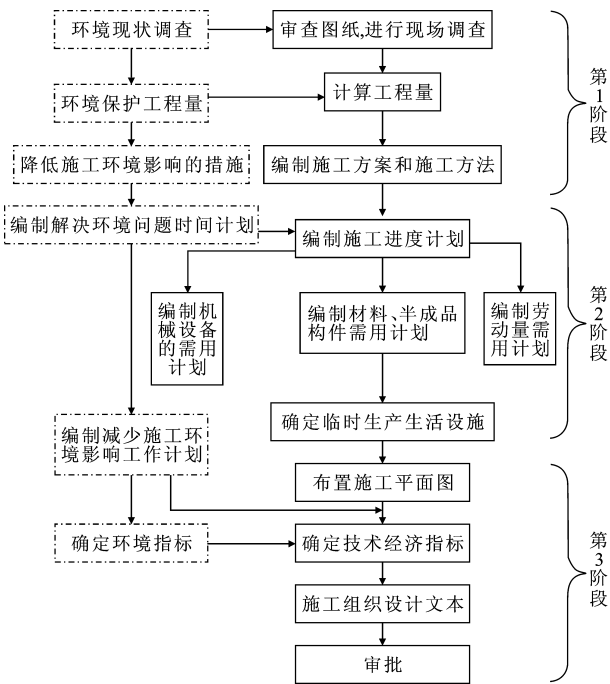 环境现状调查
审查图纸,进行现场调查
环境保护工程量
计算工程量
第1阶段
降低施工环境影响的措施
编制施工方案和施工方法
编制解决环境问题时间计划
编制施工进度计划
编制机
械设备
的需用
计划
编制材料、半成品
构件需用计划
编制劳
动量需
用计划
第2阶段
确定临时生产生活设施
编制减少施工环
境影响工作计划
布置施工平面图
确定环境指标
确定技术经济指标
第3阶段
施工组织设计文本
审批